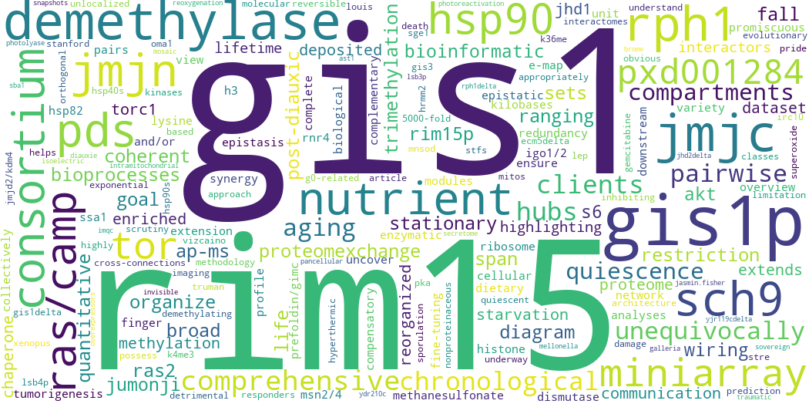 snapshots unlocalized molecular reversible reoxygenation louis death photoreactivation understand evolutionary
demethylase hsp90 jhd1 rph1 fall
photolyase stanford oma1 pairs lifetime deposited bioinformatic unit promiscuous
orthogonal mosaic kinases view gis1 trimethylation sge1 interactomes k36me interactors pride
jmjn gis3 ast1 e-map appropriately obvious pxd001284
sba1 hsp40s h3 complete complementary lsb3p epistatic sets brome compartments
consortium hsp82 torc1 post-diauxic biological hrmm2 kilobases rph1delta variety dataset irc10
pds lysine based and/or epistasis rnr4 5000-fold rim15p ranging redundancy ecm5delta gemcitabine downstream jmjc superoxide
jmjd2/kdm4 isoelectric diauxie helps coherent igo1/2 stfs lep jhd2delta classes
intramitochondrial synergy g0-related article ensure mitos pairwise
bioprocesses exponential hsp90s approach modules inhibiting clients akt overview limitation
ras/camp goal ssa1 enriched nutrient hubs s6 gis1p
imqc scrutiny extension aging stationary highlighting
collectively highly vizcaino tor ap-ms proteomexchange enzymatic secretome span restriction
cross-connections methodology imaging uncover ribosome cellular quiescence proteome extends
chaperone quantitative invisible truman pancellular rim15 reorganized pka dietary network architecture jasmin.fisher
organize profile life prefoldin/gimc compensatory quiescent starvation analyses yjr119cdelta sch9
gis1delta finger broad demethylating hyperthermic fine-tuning diagram unequivocally
xenopus methylation sporulation nonproteinaceous histone wiring damage sovereign
possess k4me3 underway galleria stre
lsb4p ras2 jumonji comprehensive chronological miniarray
tumorigenesis detrimental responders msn2/4 ydr210c methanesulfonate mellonella dismutase communication prediction traumatic